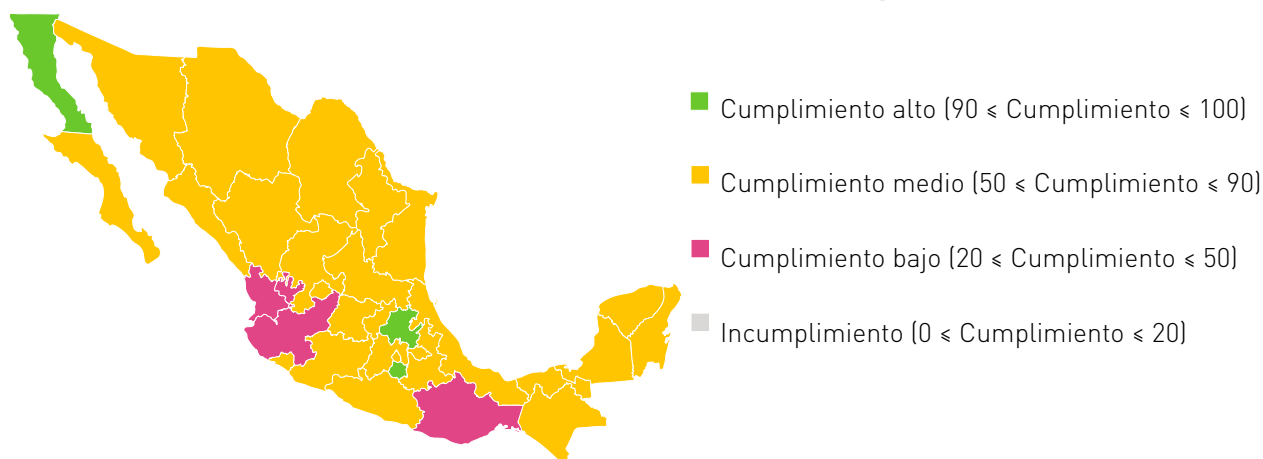 Cumplimiento alto (90 ⩽ Cumplimiento ⩽ 100)
Cumplimiento medio (50 ⩽ Cumplimiento ⩽ 90)
Cumplimiento bajo (20 ⩽ Cumplimiento ⩽ 50)
Incumplimiento (0 ⩽ Cumplimiento ⩽ 20)